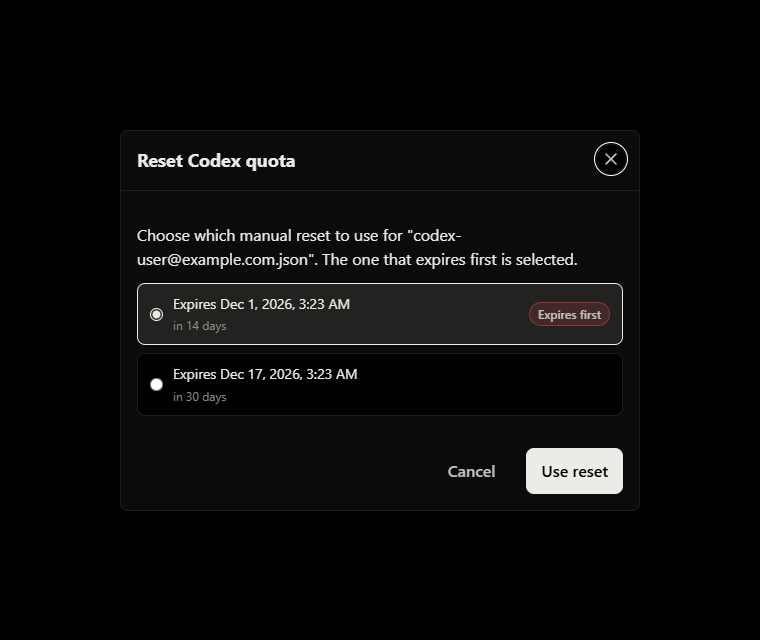 Reset Codex quota
Choose which manual reset to use for "codex-
user@example.com.json". The one that expires first is selected.
Expires Dec 1, 2026, 3:23 AM
Expires first
in 14 days
Expires Dec 17, 2026, 3:23 AM
in 30 days
Cancel
Use reset